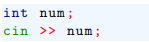 int num;
cin >> num;